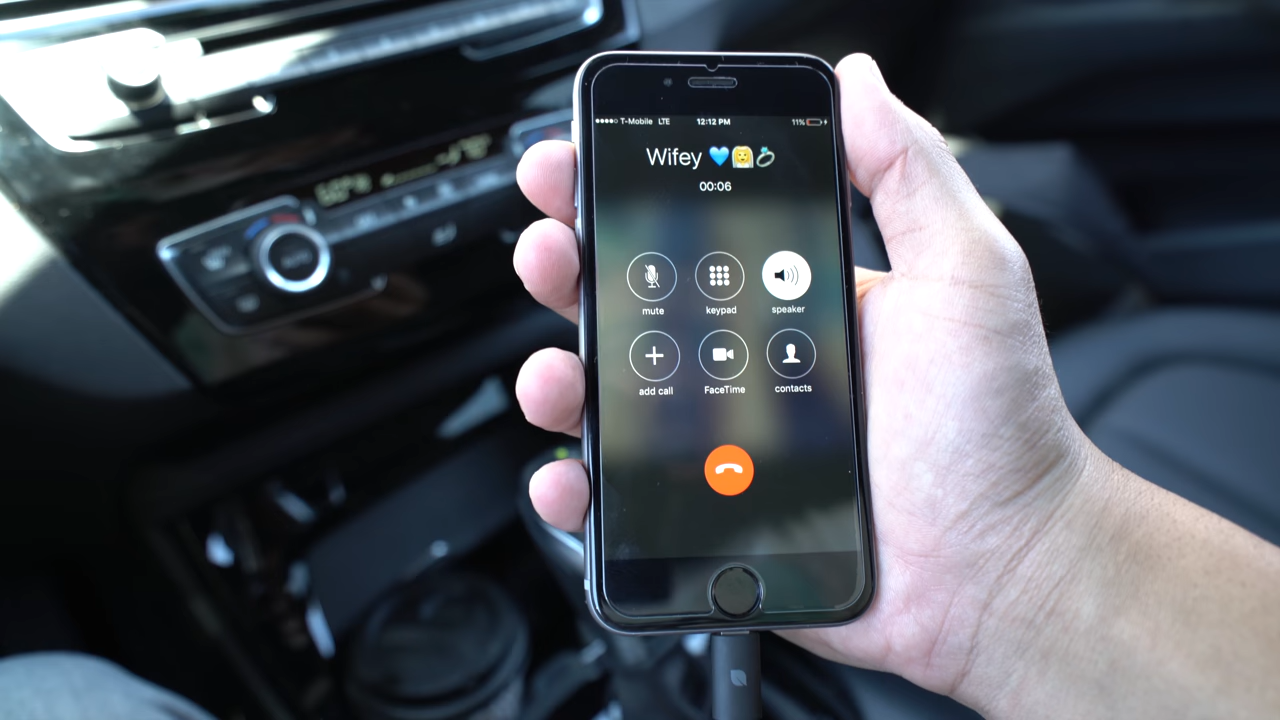 T-Mobile LTE 12:12 PM 11%
Wifey 💙👰💍
00:06
mute keypad speaker
add call FaceTime contacts